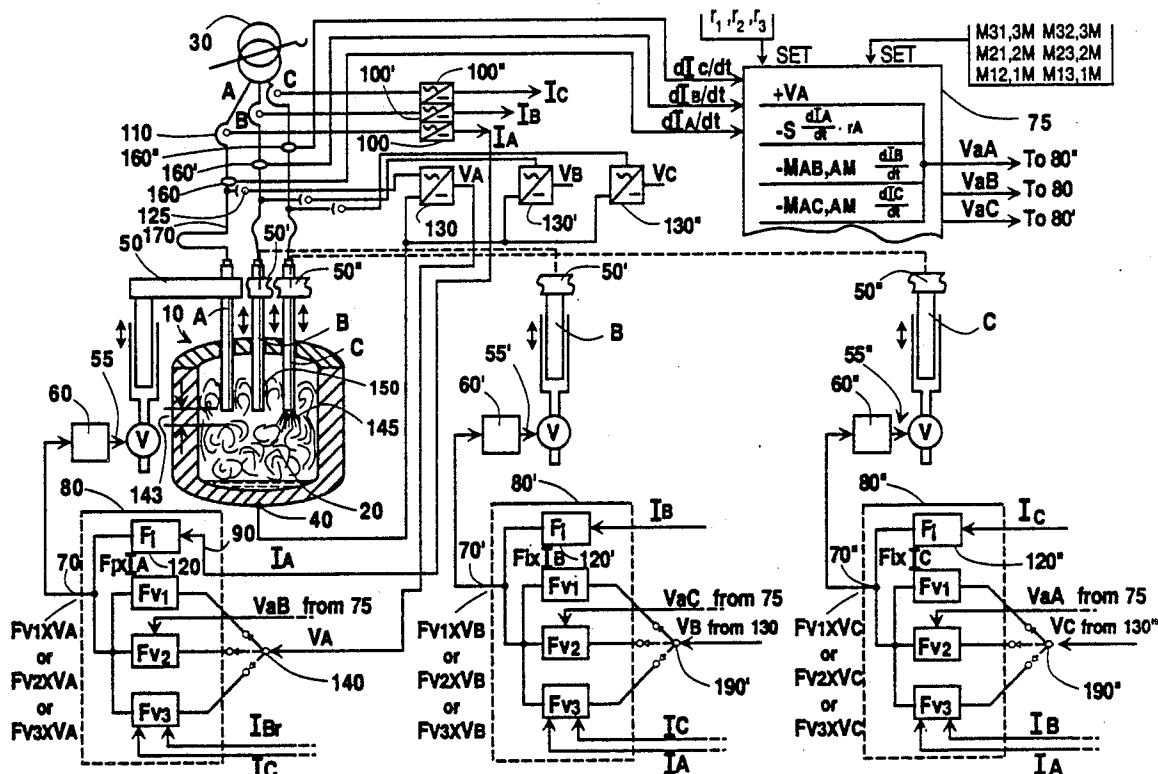 30
r1, r2, r3
M31,3M M32,3M
M21,2M M23,2M
M12,1M M13,1M
SET
SET
A
C
B
100'
100"
dIc/dt
dIB/dt
dIA/dt
IC
IB
IA
100
110
160"
160'
160
125
170
+VA
-S dIA/dt · rA
-MAB,AM dIB/dt
-MAC,AM dIC/dt
75
VaA
To 80"
VaB
To 80
VaC
To 80'
VA
VB
VC
130
130'
130"
50
50'
50"
50'
50"
10
A
B
C
B
C
55
60
V
55'
60'
V
55"
60"
V
150
145
143
20
40
80
80'
80"
90
IA
Fi
FixIA
120
70
Fv1
VaB from 75
Fv2
VA
140
Fv3
FV1XVA
or
FV2XVA
or
FV3XVA
IBr
IC
IB
Fi
FixIB
120'
70'
Fv1
VaC from 75
VB from 130
Fv2
190'
Fv3
FV1XVB
or
FV2XVB
or
FV3XVB
IC
IA
IC
Fi
FixIC
120"
70"
Fv1
VaA from 75
VC from 130"
Fv2
190"
Fv3
FV1XVC
or
FV2XVC
or
FV3XVC
IB
IA